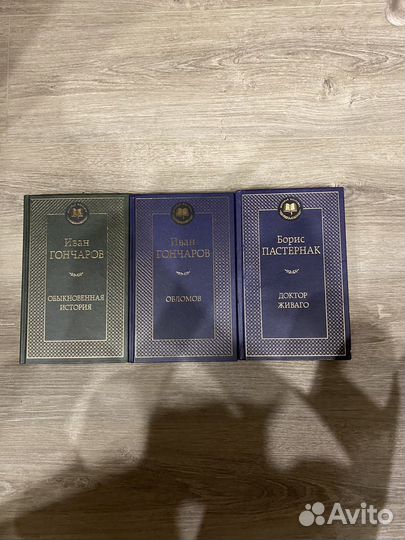 Иван
ГОНЧАРОВ
ОБЫКНОВЕННАЯ
ИСТОРИЯ
Иван
ГОНЧАРОВ
ОБЛОМОВ
Борис
ПАСТЕРНАК
ДОКТОР
ЖИВАГО
Avito